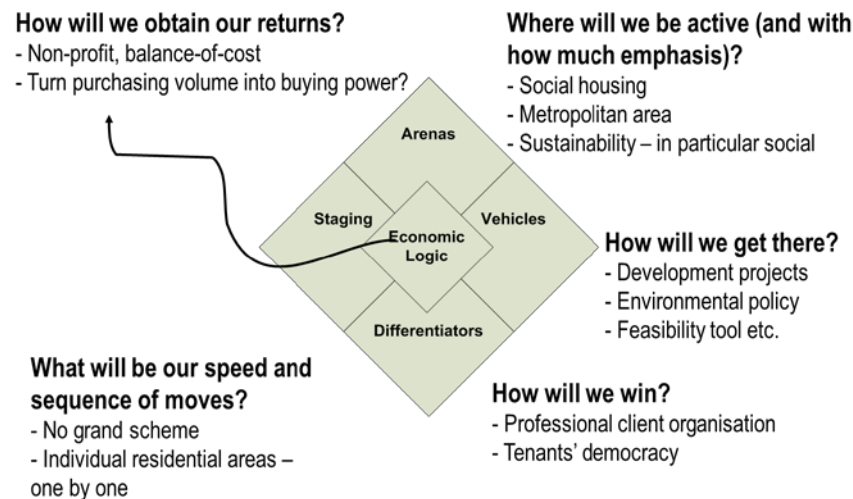 How will we obtain our returns?
- Non-profit, balance-of-cost
- Turn purchasing volume into buying power?
Where will we be active (and with
how much emphasis)?
- Social housing
- Metropolitan area
- Sustainability – in particular social
Arenas
Staging
Vehicles
Economic
Logic
Differentiators
How will we get there?
- Development projects
- Environmental policy
- Feasibility tool etc.
What will be our speed and
sequence of moves?
- No grand scheme
- Individual residential areas –
one by one
How will we win?
- Professional client organisation
- Tenants’ democracy